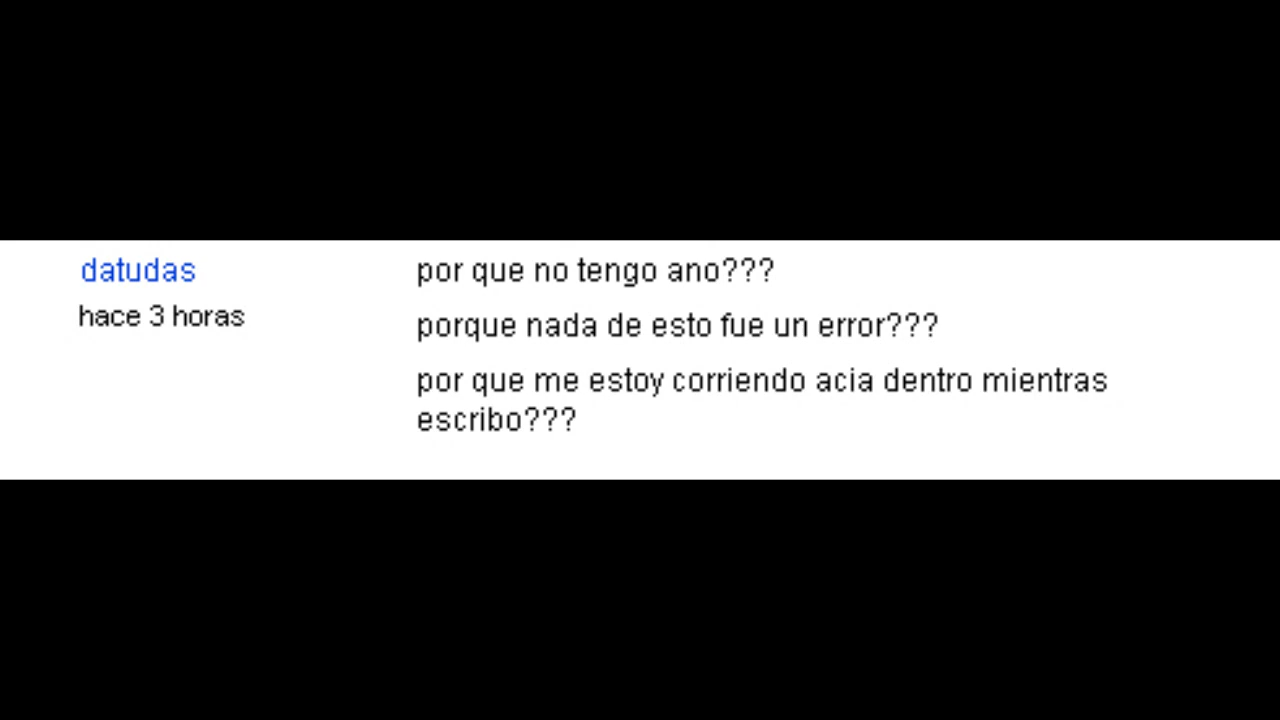 datudas
hace 3 horas
por que no tengo ano???
porque nada de esto fue un error???
por que me estoy corriendo acia dentro mientras
escribo???